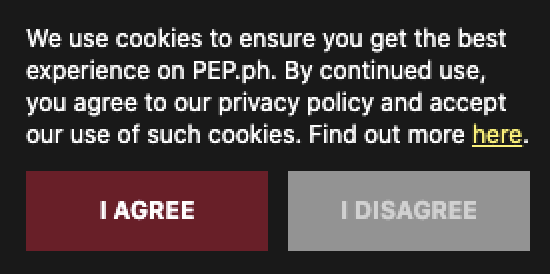 We use cookies to ensure you get the best
experience on PEP.ph. By continued use,
you agree to our privacy policy and accept
our use of such cookies. Find out more here.
I AGREE
I DISAGREE